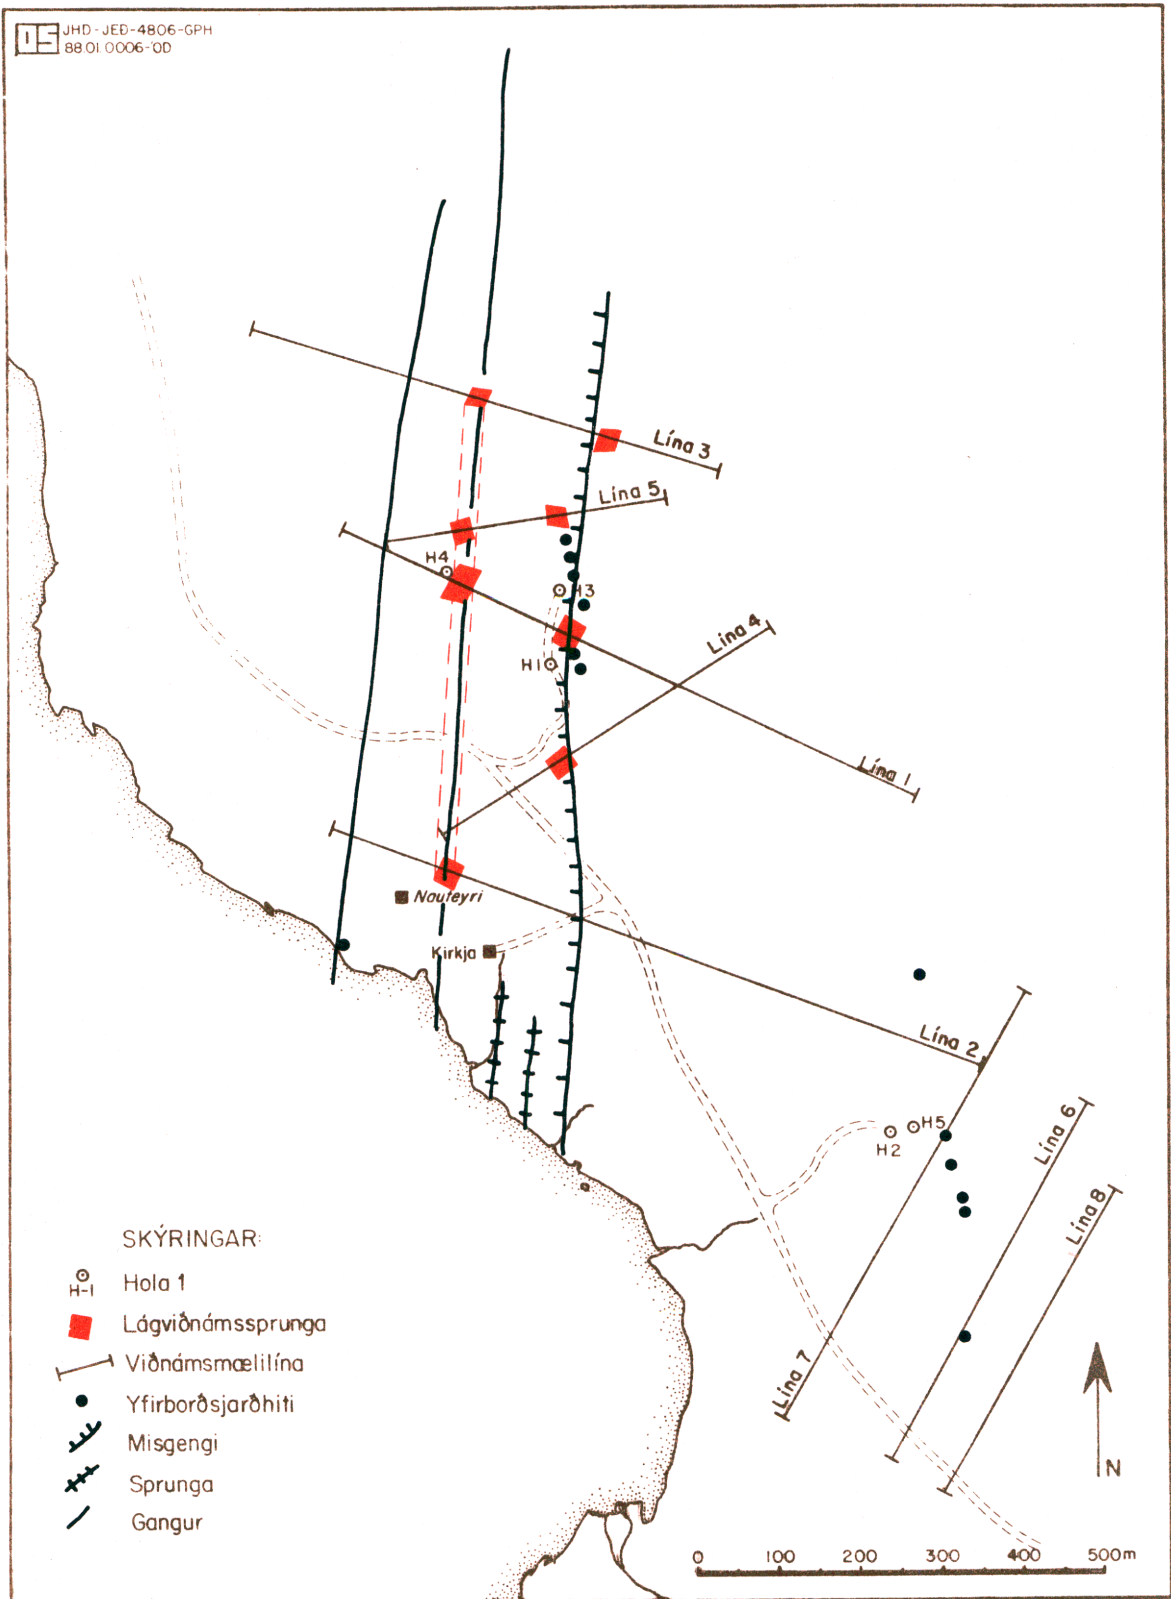 OS JHD-JED-4806-GPH
88.01.0006-OD
Lína 3
Lína 5
H4
H3
Lína 4
H1
Lína 1
Nauteyri
Kirkja
Lína 2
H5
H2
Lína 6
Lína 8
Lína 7
SKÝRINGAR:
H-1 Hola 1
Lágviðnámssprunga
Viðnámsmælilína
Yfirborðsjarðhiti
Misgengi
Sprunga
Gangur
N
0 100 200 300 400 500m